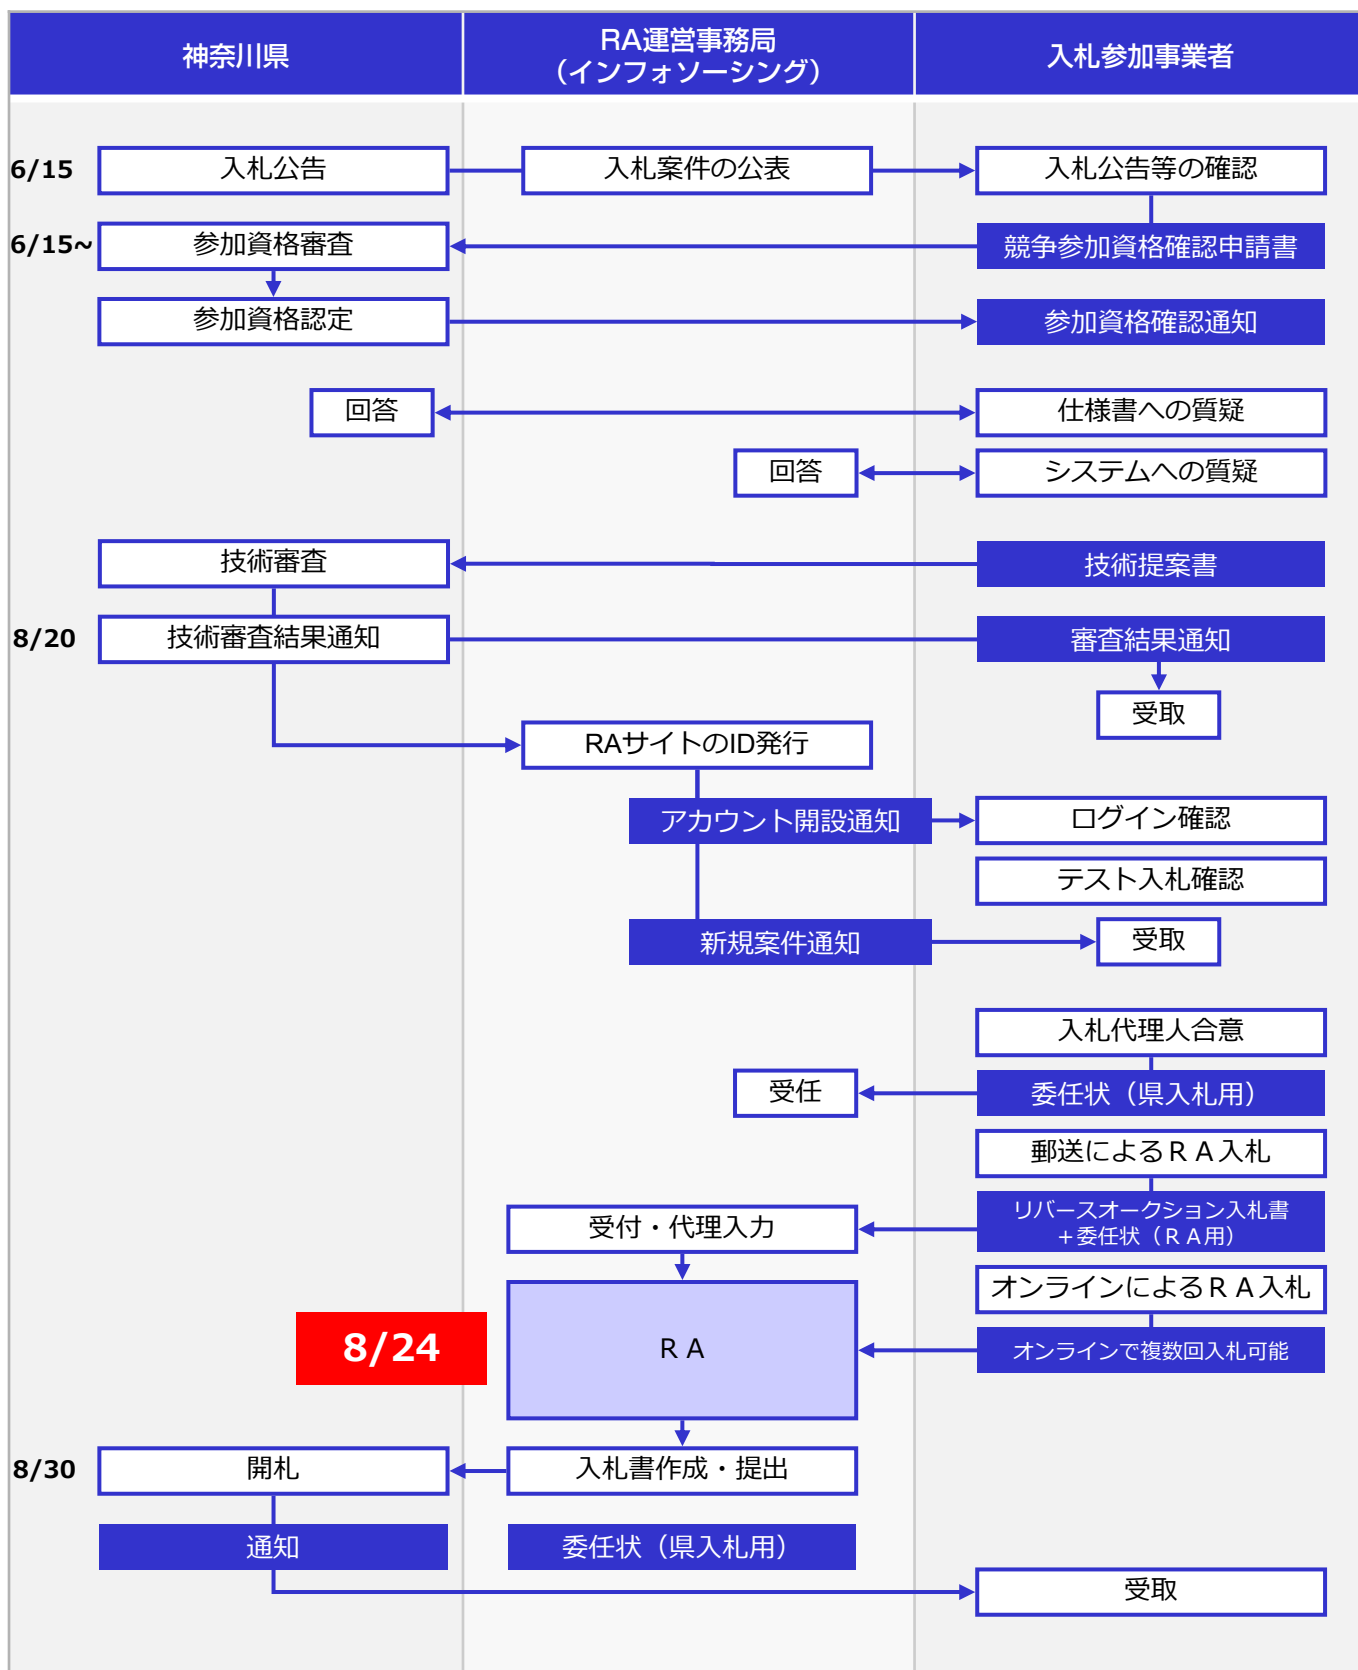 神奈川県
RA運営事務局
（インフォソーシング）
入札参加事業者
6/15
入札公告
入札案件の公表
入札公告等の確認
6/15~
参加資格審査
競争参加資格確認申請書
参加資格認定
参加資格確認通知
回答
仕様書への質疑
回答
システムへの質疑
技術審査
技術提案書
8/20
技術審査結果通知
審査結果通知
受取
RAサイトのID発行
アカウント開設通知
ログイン確認
テスト入札確認
新規案件通知
受取
入札代理人合意
受任
委任状（県入札用）
郵送によるＲＡ入札
受付・代理入力
リバースオークション入札書
＋委任状（ＲＡ用）
オンラインによるＲＡ入札
8/24
ＲＡ
オンラインで複数回入札可能
8/30
開札
入札書作成・提出
通知
委任状（県入札用）
受取